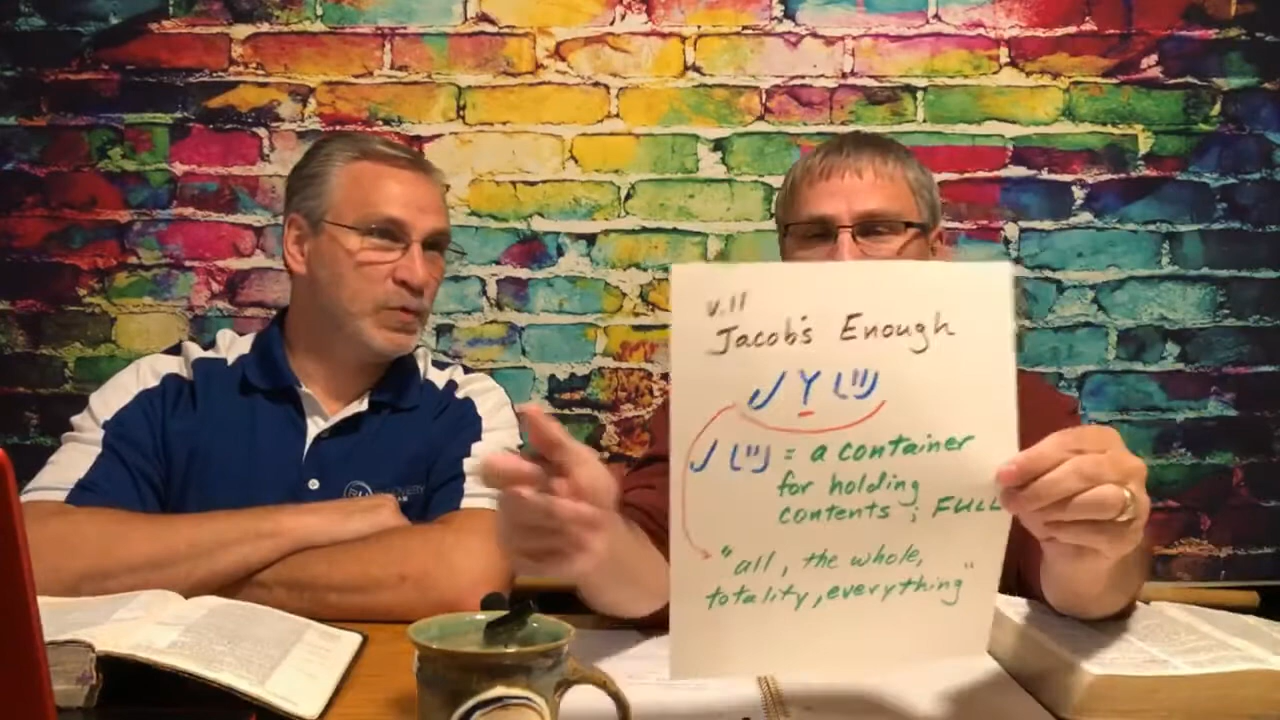 v.11
Jacob's Enough
= a container
for holding
contents ; FULL
"all, the whole,
totality, everything"